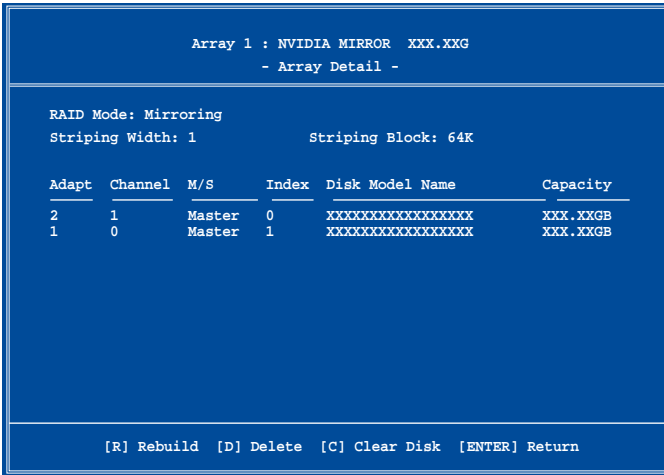 Array 1 : NVIDIA MIRROR XXX.XXG
- Array Detail -
RAID Mode: Mirroring
Striping Width: 1 Striping Block: 64K
Adapt Channel M/S Index Disk Model Name Capacity
2 1 Master 0 XXXXXXXXXXXXXXXXX XXX.XXGB
1 0 Master 1 XXXXXXXXXXXXXXXXX XXX.XXGB
[R] Rebuild [D] Delete [C] Clear Disk [ENTER] Return